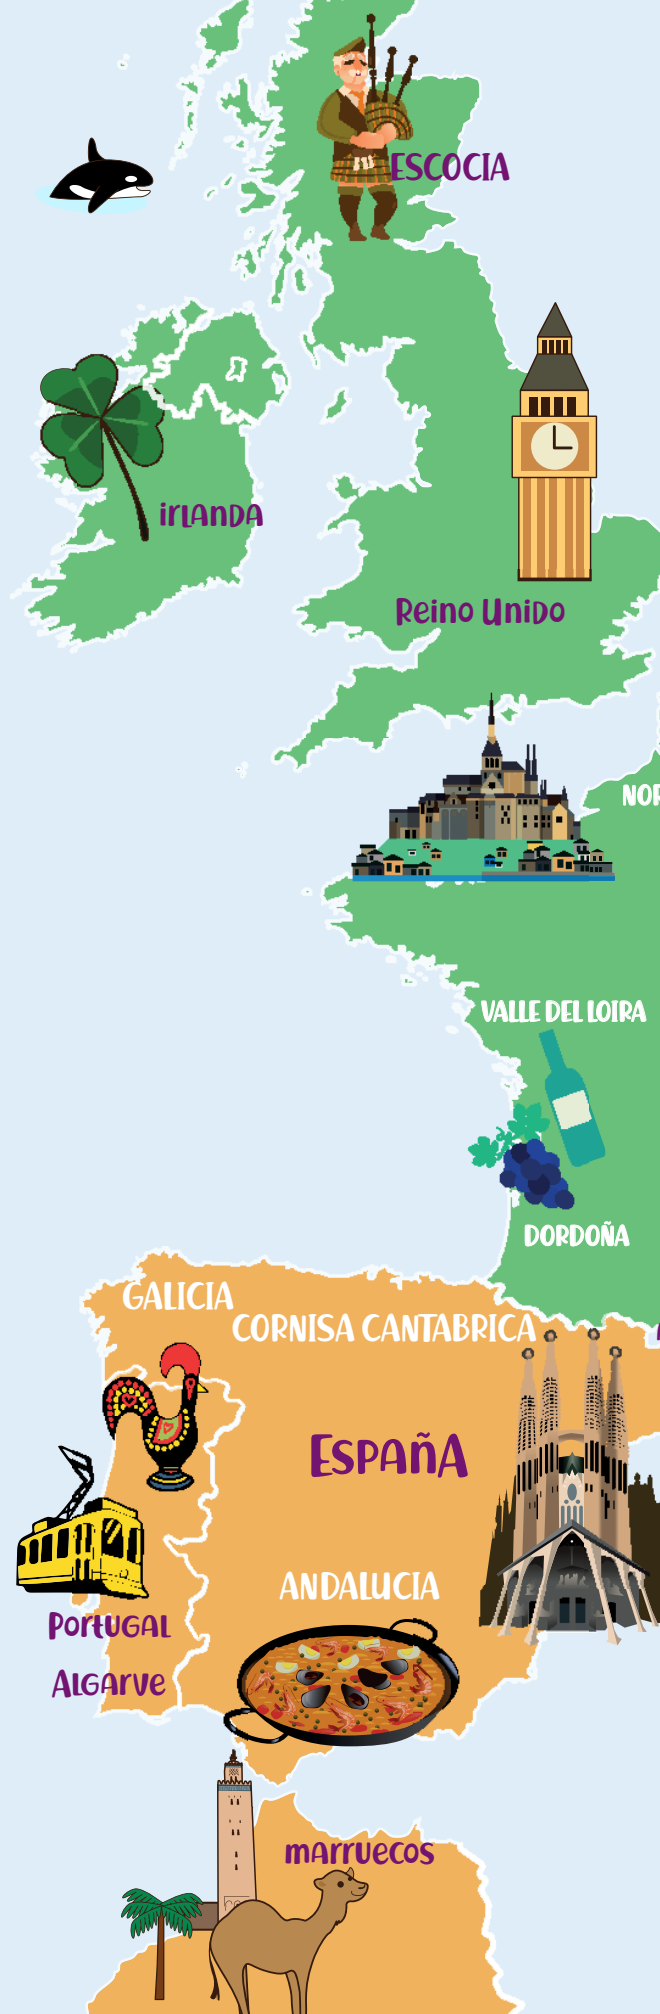 ESCOCIA
irLANDA
Reino Unido
NOR
VALLE DEL LOIRA
DORDOÑA
GALICIA
CORNISA CANTABRICA
ESPAñA
ANDALUCIA
PortUGAL
ALGArve
marruecos